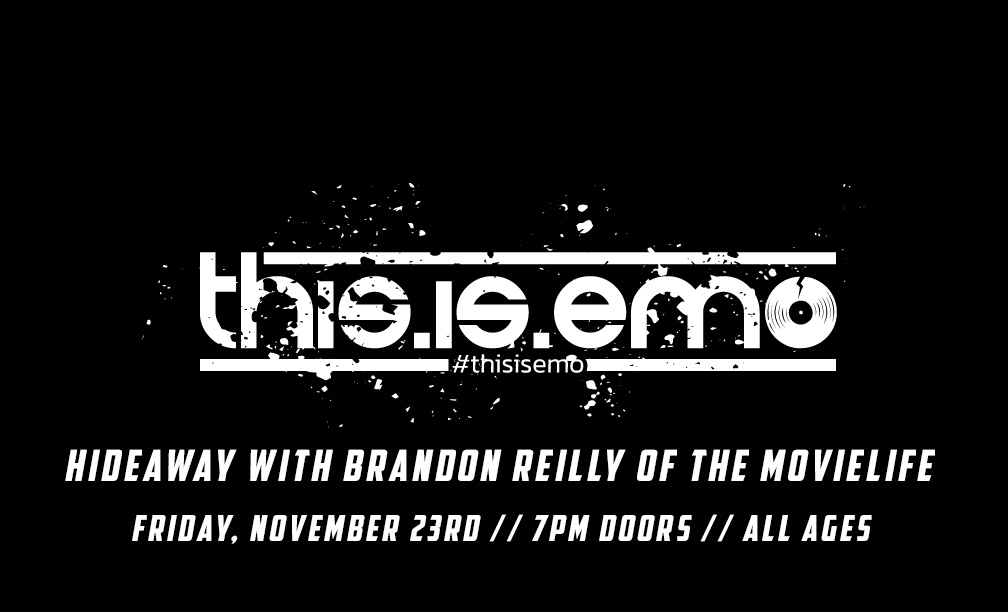 this.is.emo
#thisisemo
HIDEAWAY WITH BRANDON REILLY OF THE MOVIELIFE
FRIDAY, NOVEMBER 23RD // 7PM DOORS // ALL AGES